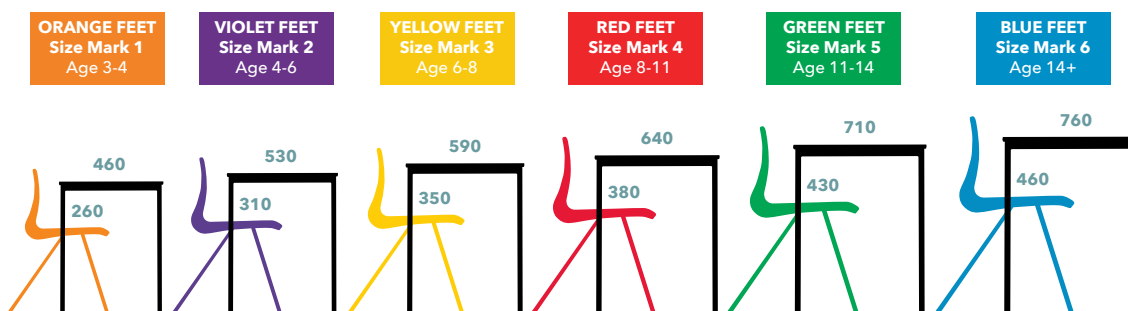 ORANGE FEET
Size Mark 1
Age 3-4
VIOLET FEET
Size Mark 2
Age 4-6
YELLOW FEET
Size Mark 3
Age 6-8
RED FEET
Size Mark 4
Age 8-11
GREEN FEET
Size Mark 5
Age 11-14
BLUE FEET
Size Mark 6
Age 14+
460
260
530
310
590
350
640
380
710
430
760
460